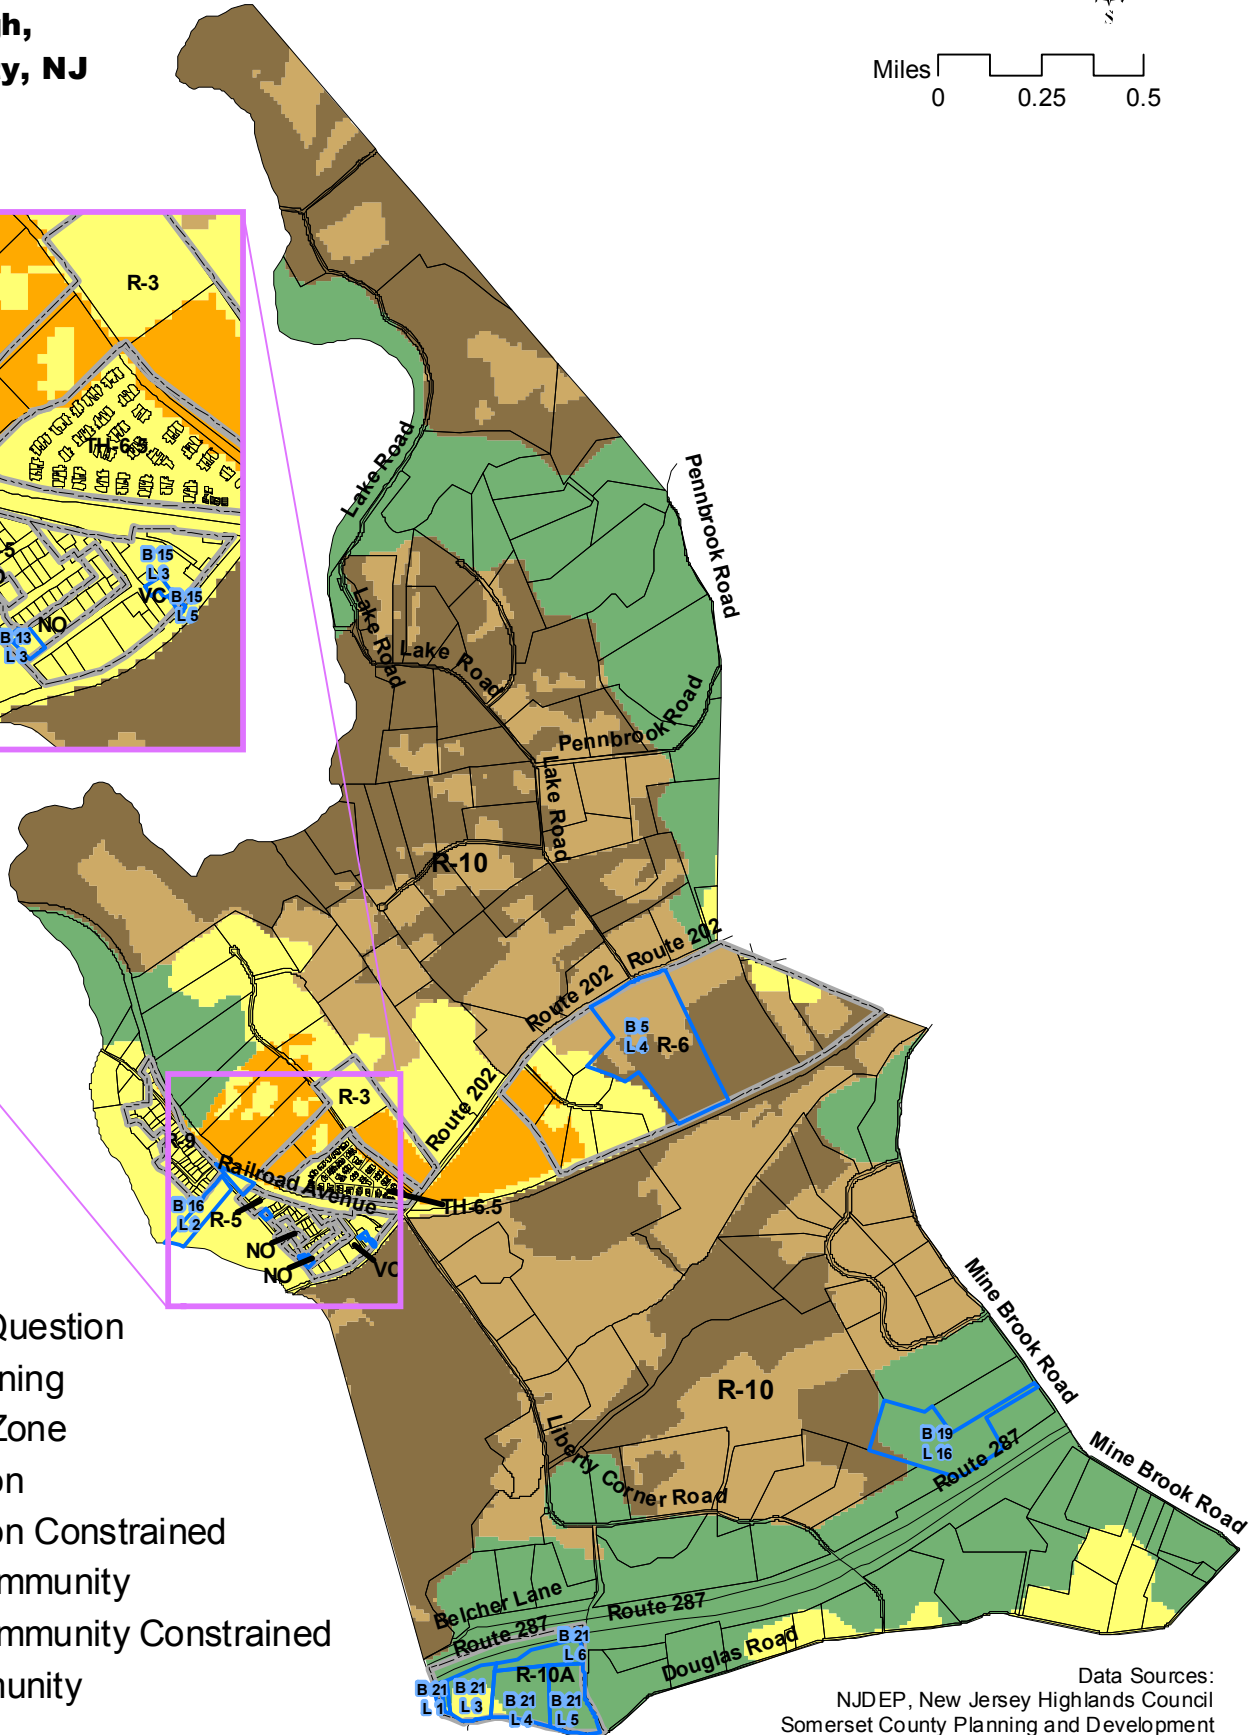 gh,
y, NJ
S
Miles
0 0.25 0.5
R-3
TH-6.5
-5
B 15
L 3
VC
B 15
L 5
NO
B 13
L 3
Lake Road
Pennbrook Road
Lake Road
Lake Road
Pennbrook Road
Lake Road
R-10
Route 202
Route 202
B 5
L 4
R-6
R-3
Route 202
R-9
Railroad Avenue
TH-6.5
B 16
L 2
R-5
NO
NO
VC
Mine Brook Road
R-10
B 19
L 16
Route 287
Mine Brook Road
Liberty Corner Road
Question
ning
Zone
on
on Constrained
mmunity
mmunity Constrained
unity
Belcher Lane
Route 287
Route 287
B 21
L 6
Douglas Road
R-10A
B 21
L 1
B 21
L 3
B 21
L 4
B 21
L 5
Data Sources:
NJDEP, New Jersey Highlands Council
Somerset County Planning and Development